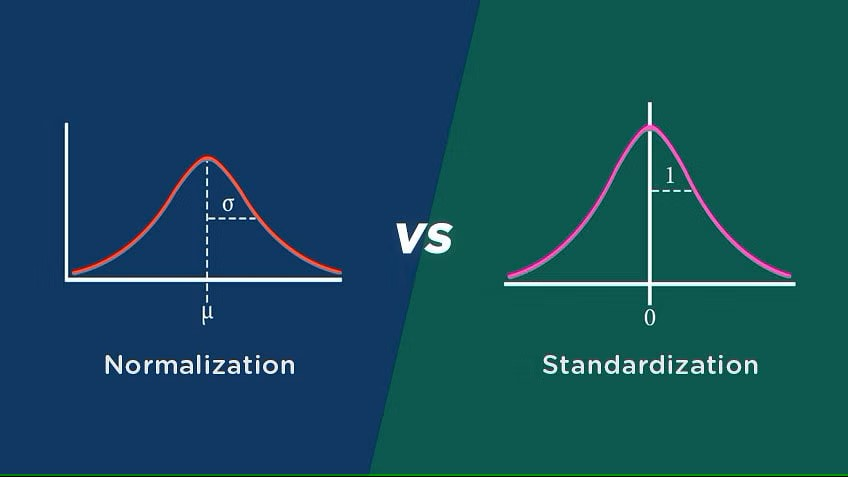 σ
μ
Normalization
VS
1
0
Standardization